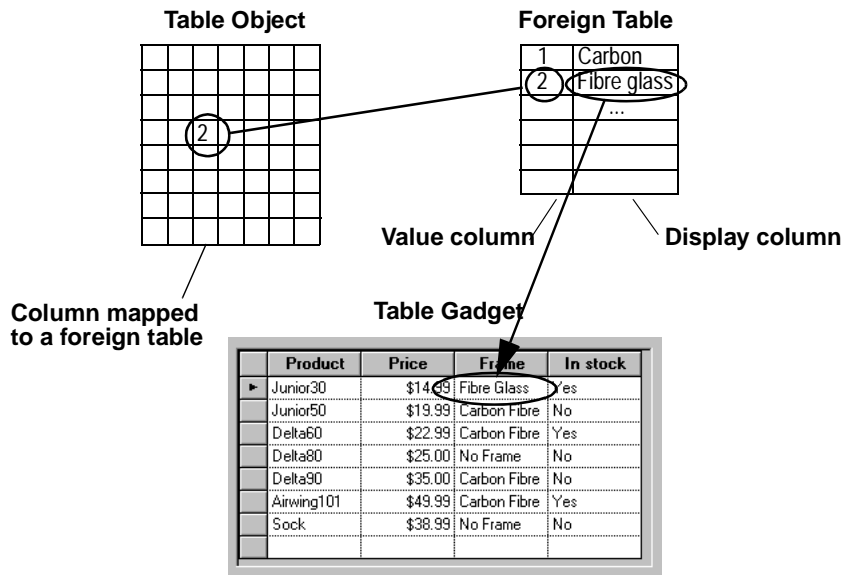 Table Object
Foreign Table
1 Carbon
2 Fibre glass
...
2
Value column
Display column
Column mapped
to a foreign table
Table Gadget
Product Price Frame In stock
Junior30 $14.99 Fibre Glass Yes
Junior50 $19.99 Carbon Fibre No
Delta60 $22.99 Carbon Fibre Yes
Delta80 $25.00 No Frame No
Delta90 $35.00 Carbon Fibre No
Airwing101 $49.99 Carbon Fibre Yes
Sock $38.99 No Frame No